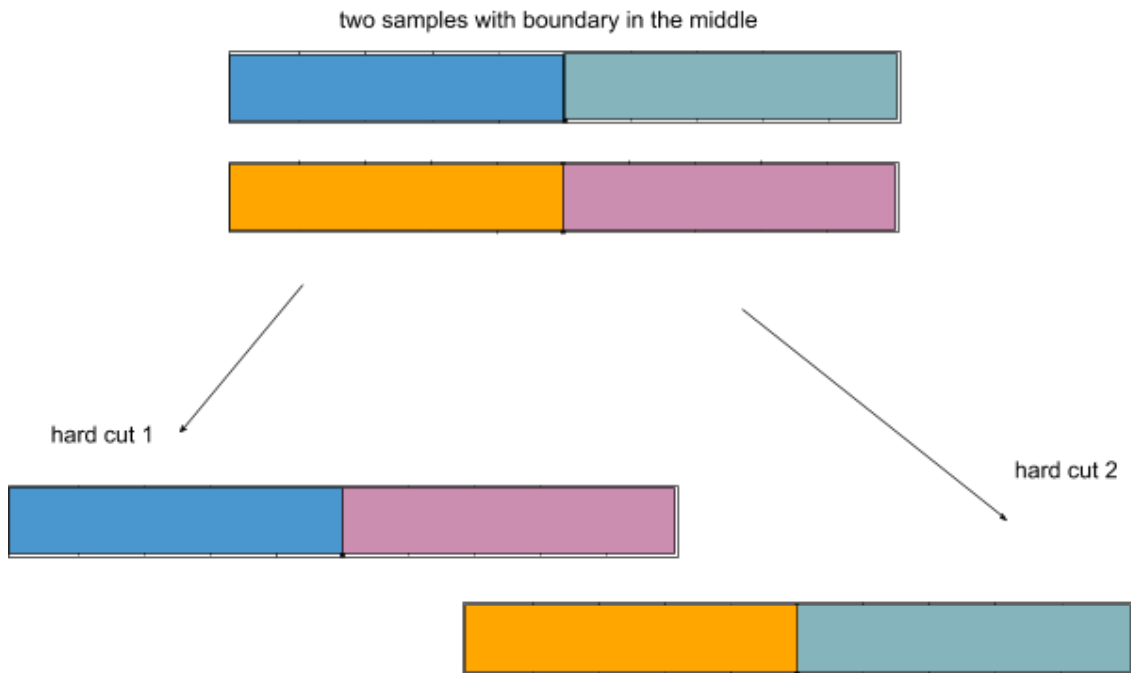 two samples with boundary in the middle
hard cut 1
hard cut 2